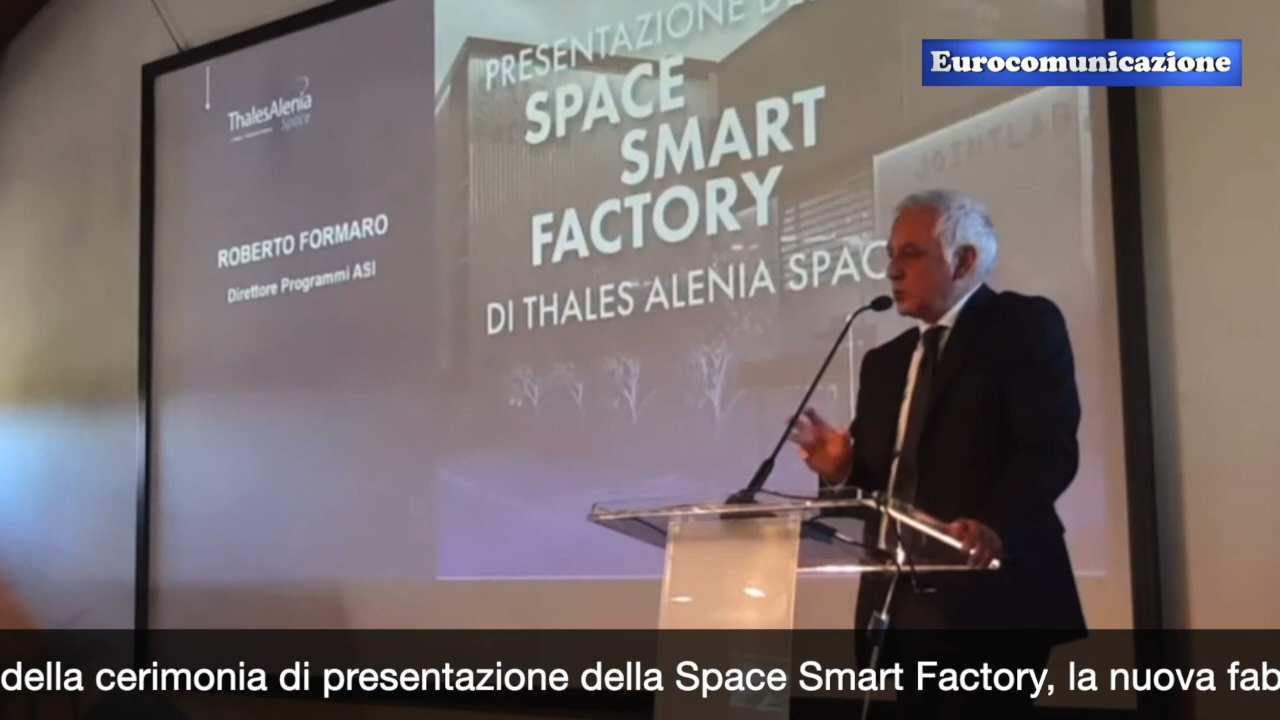 Eurocomunicazione
ThalesAlenia
Space
ROBERTO FORMARO
Direttore Programmi ASI
PRESENTAZIONE
SPACE
SMART
FACTORY
DI THALES ALENIA SPAC
JOINTLAB
della cerimonia di presentazione della Space Smart Factory, la nuova fab